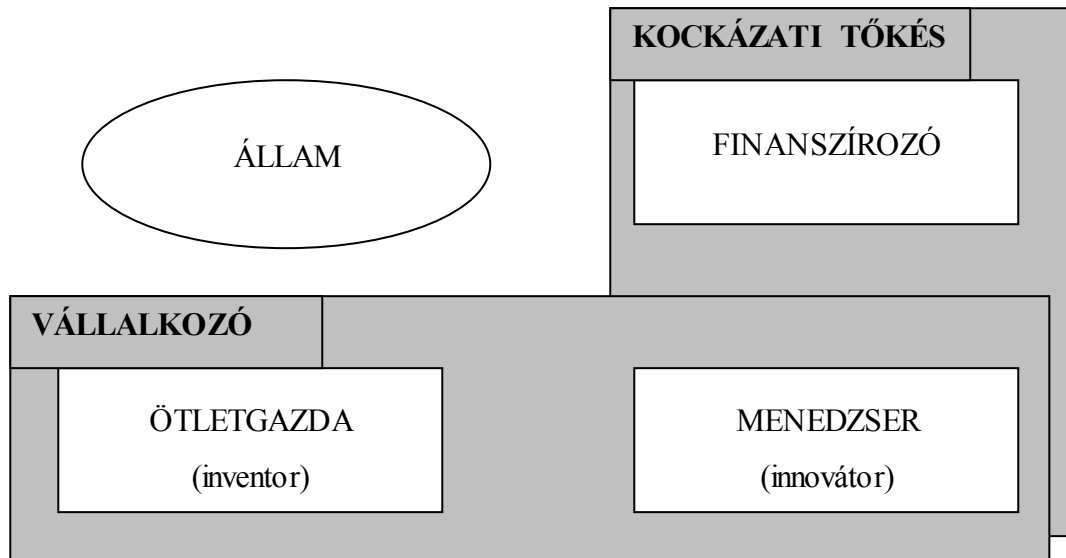 KOCKÁZATI TŐKÉS
ÁLLAM
FINANSZÍROZÓ
VÁLLALKOZÓ
ÖTLETGAZDA
(inventor)
MENEDZSER
(innovátor)